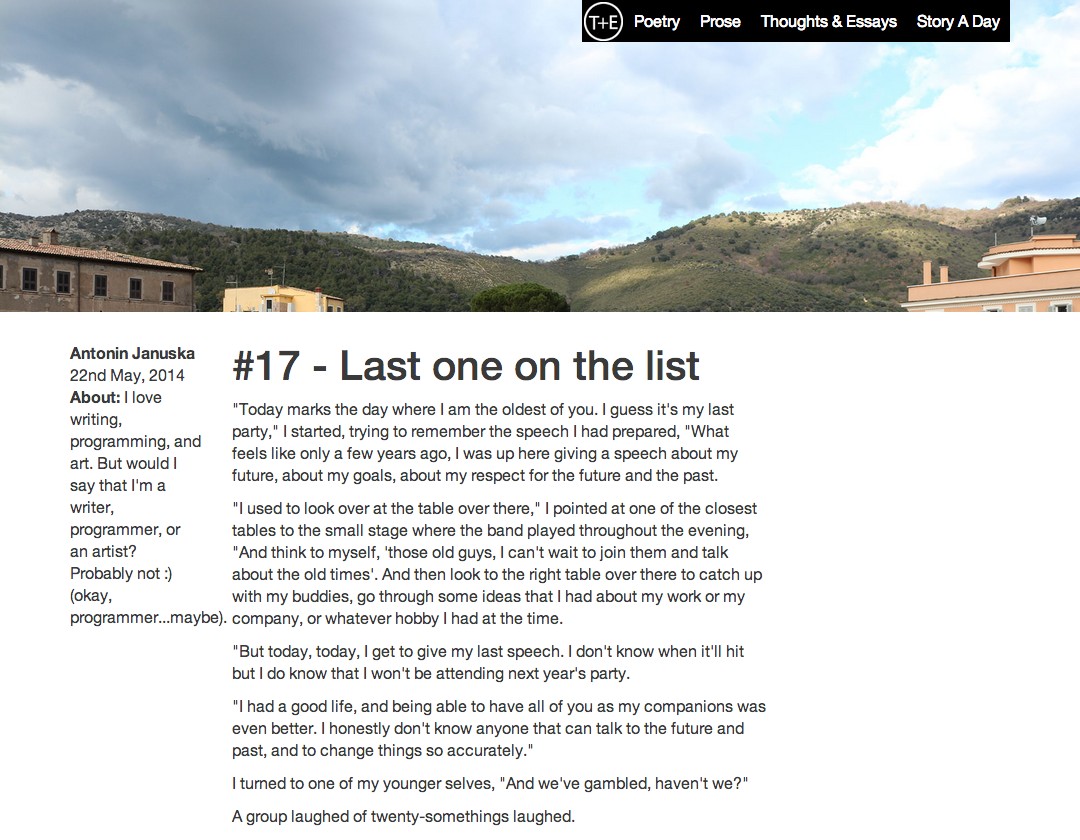 T+E Poetry Prose Thoughts & Essays Story A Day
Antonin Januska
22nd May, 2014
About: I love
writing,
programming, and
art. But would I
say that I'm a
writer,
programmer, or
an artist?
Probably not :)
(okay,
programmer...maybe).
#17 - Last one on the list
"Today marks the day where I am the oldest of you. I guess it's my last
party," I started, trying to remember the speech I had prepared, "What
feels like only a few years ago, I was up here giving a speech about my
future, about my goals, about my respect for the future and the past.
"I used to look over at the table over there," I pointed at one of the closest
tables to the small stage where the band played throughout the evening,
"And think to myself, 'those old guys, I can't wait to join them and talk
about the old times'. And then look to the right table over there to catch up
with my buddies, go through some ideas that I had about my work or my
company, or whatever hobby I had at the time.
"But today, today, I get to give my last speech. I don't know when it'll hit
but I do know that I won't be attending next year's party.
"I had a good life, and being able to have all of you as my companions was
even better. I honestly don't know anyone that can talk to the future and
past, and to change things so accurately."
I turned to one of my younger selves, "And we've gambled, haven't we?"
A group laughed of twenty-somethings laughed.